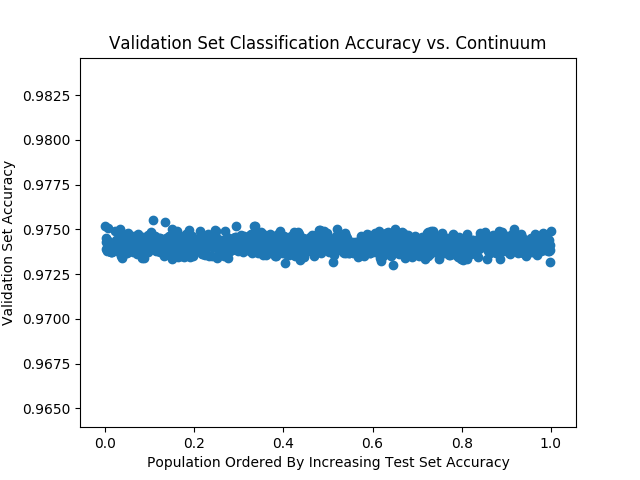 Validation Set Classification Accuracy vs. Continuum
0.9825
0.9800
0.9775
0.9750
0.9725
0.9700
0.9675
0.9650
Validation Set Accuracy
0.0 0.2 0.4 0.6 0.8 1.0
Population Ordered By Increasing Test Set Accuracy